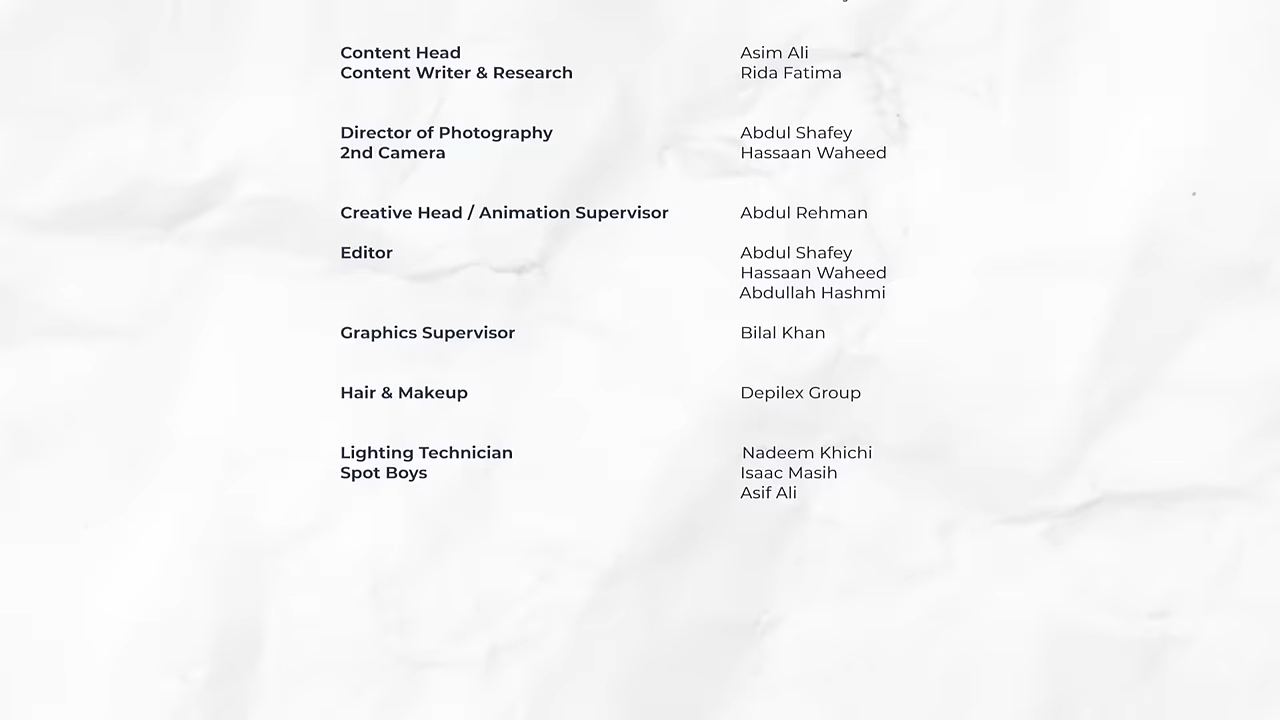 Content Head Asim Ali
Content Writer & Research Rida Fatima
Director of Photography Abdul Shafey
2nd Camera Hassaan Waheed
Creative Head / Animation Supervisor Abdul Rehman
Editor Abdul Shafey
Hassaan Waheed
Abdullah Hashmi
Graphics Supervisor Bilal Khan
Hair & Makeup Depilex Group
Lighting Technician Nadeem Khichi
Spot Boys Isaac Masih
Asif Ali